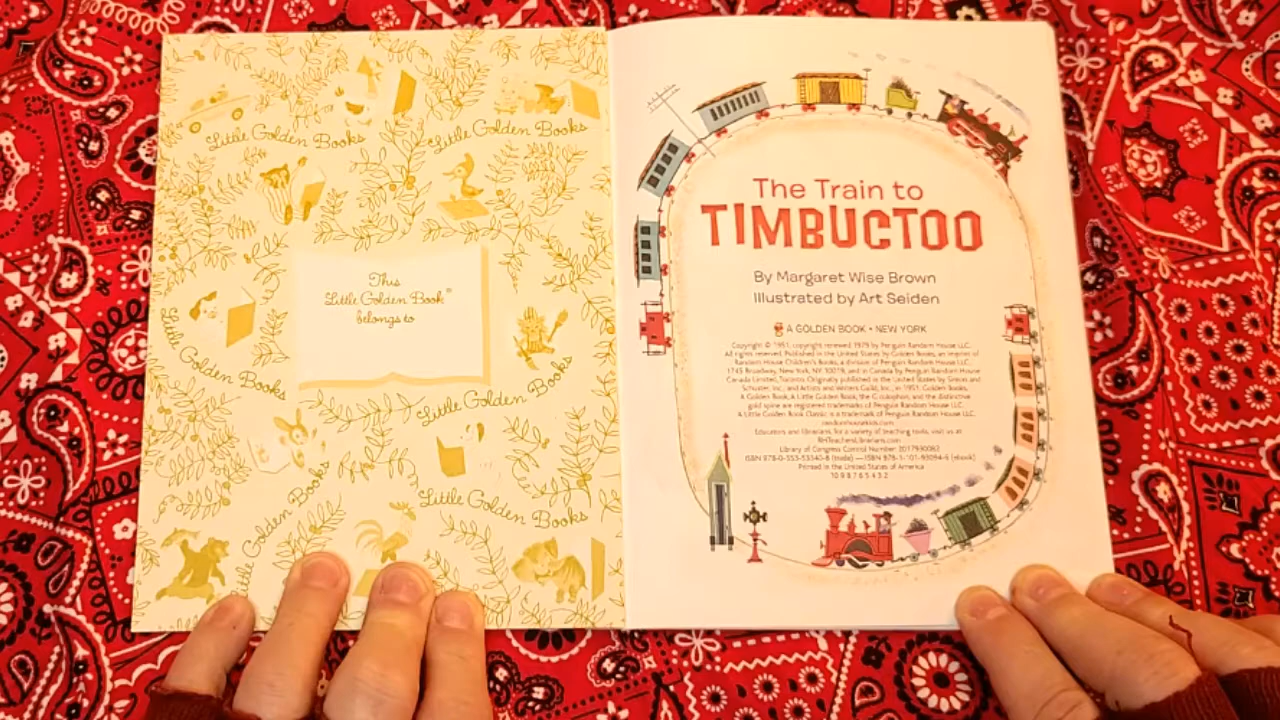 Little Golden Books
Little Golden Books
This
Little Golden Book®
belongs to
Little Golden Books
Little Golden Books
Little Golden Books
Little Golden Books
The Train to
TIMBUCTOO
By Margaret Wise Brown
Illustrated by Art Seiden
A GOLDEN BOOK • NEW YORK
Copyright © 1951, copyright renewed 1979 by Penguin Random House LLC.
All rights reserved. Published in the United States by Golden Books, an imprint of
Random House Children's Books, a division of Penguin Random House LLC,
1745 Broadway, New York, NY 10019, and in Canada by Penguin Random House
Canada Limited, Toronto. Originally published in the United States by Simon and
Schuster, Inc., and Artists and Writers Guild, Inc., in 1951. Golden Books,
A Golden Book, A Little Golden Book, the G colophon, and the distinctive
gold spine are registered trademarks of Penguin Random House LLC.
A Little Golden Book Classic is a trademark of Penguin Random House LLC.
randomhousekids.com
Educators and librarians, for a variety of teaching tools, visit us at
RHTeachersLibrarians.com
Library of Congress Control Number:
ISBN 978-0-553-53340-8 (trade) — ISBN (ebook)
Printed in the United States of America
10 9 8 7 6 5 4 3 2